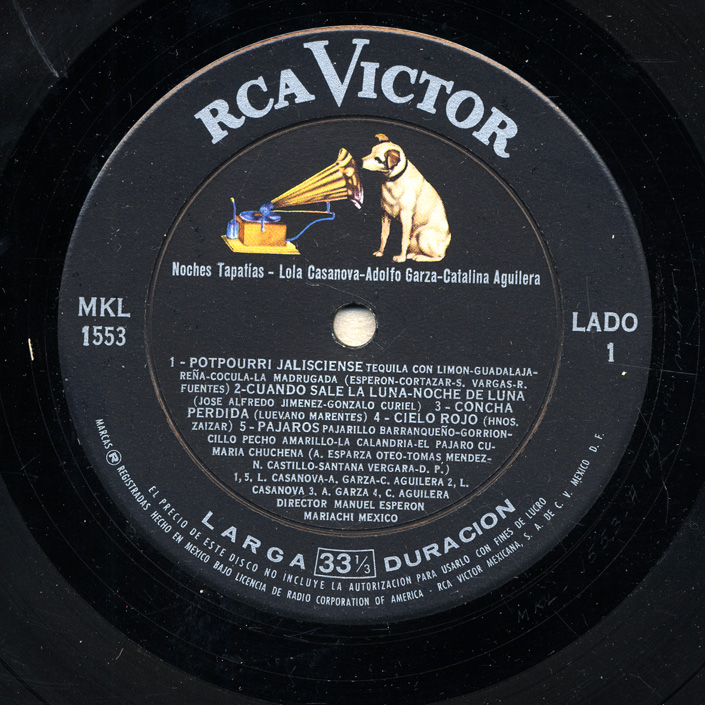 RCA VICTOR
Noches Tapatías - Lola Casanova-Adolfo Garza-Catalina Aguilera
MKL
1553
LADO
1
1 - POTPOURRI JALISCIENSE TEQUILA CON LIMON-GUADALAJA-
REÑA-COCULA-LA MADRUGADA (ESPERON-CORTAZAR-S. VARGAS-R.
FUENTES) 2-CUANDO SALE LA LUNA-NOCHE DE LUNA
(JOSE ALFREDO JIMENEZ-GONZALO CURIEL) 3 - CONCHA
PERDIDA (LUEVANO MARENTES) 4 - CIELO ROJO (HNOS.
ZAIZAR) 5 - PAJAROS PAJARILLO BARRANQUEÑO-GORRION-
CILLO PECHO AMARILLO-LA CALANDRIA-EL PAJARO CU-
MARIA CHUCHENA (A. ESPARZA OTEO-TOMAS MENDEZ-
N. CASTILLO-SANTANA VERGARA-D. P.)
1,5, L. CASANOVA-A. GARZA-C. AGUILERA 2, L.
CASANOVA 3, A. GARZA 4, C. AGUILERA
DIRECTOR MANUEL ESPERON
MARIACHI MEXICO
LARGA 33 1/3 DURACION
EL PRECIO DE ESTE DISCO NO INCLUYE LA AUTORIZACION PARA USARLO CON FINES DE LUCRO
MARCAS ® REGISTRADAS HECHO EN MEXICO BAJO LICENCIA DE RADIO CORPORATION OF AMERICA - RCA VICTOR MEXICANA, S. A. DE C. V. MEXICO D. F.